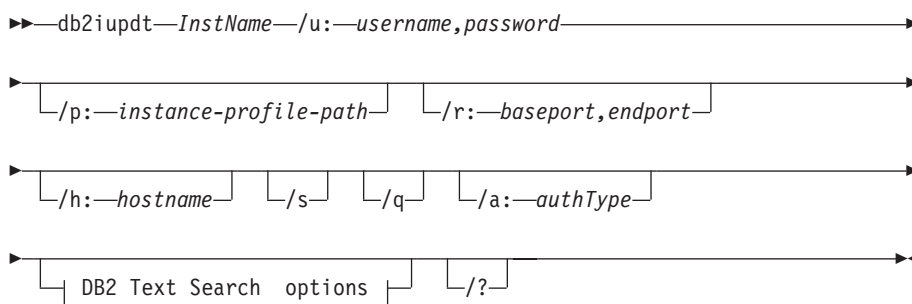 db2iupdt InstName /u: username,password
/p: instance-profile-path /r: baseport,endport
/h: hostname /s /q /a: authType
DB2 Text Search options /?